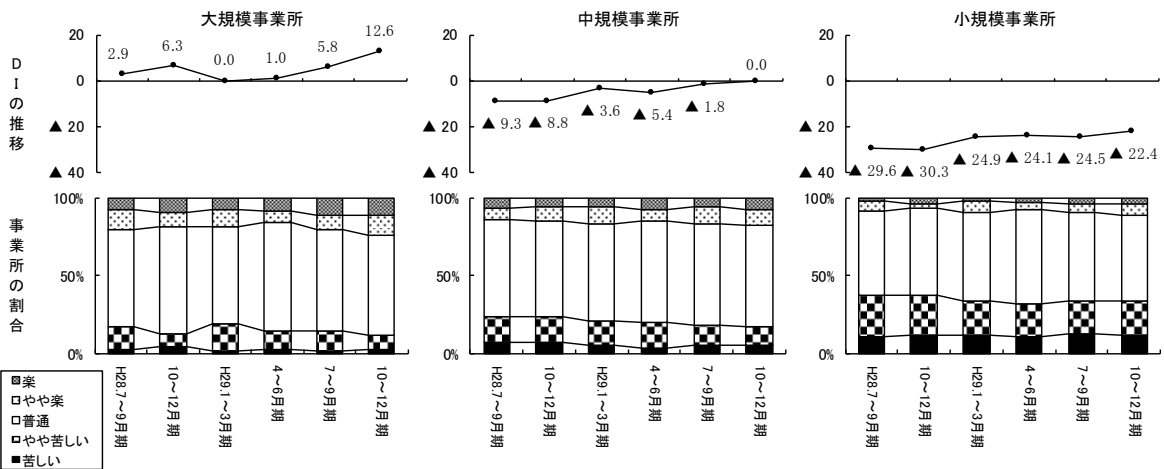 大規模事業所
中規模事業所
小規模事業所
DIの推移
20
0
▲ 20
▲ 40
2.9
6.3
0.0
1.0
5.8
12.6
20
0
▲ 20
▲ 40
▲ 9.3
▲ 8.8
▲ 3.6
▲ 5.4
▲ 1.8
0.0
20
0
▲ 20
▲ 40
▲ 29.6
▲ 30.3
▲ 24.9
▲ 24.1
▲ 24.5
▲ 22.4
事業所の割合
100%
50%
0%
H28.7～9月期
10～12月期
H29.1～3月期
4～6月期
7～9月期
10～12月期
100%
50%
0%
H28.7～9月期
10～12月期
H29.1～3月期
4～6月期
7～9月期
10～12月期
100%
50%
0%
H28.7～9月期
10～12月期
H29.1～3月期
4～6月期
7～9月期
10～12月期
楽
やや楽
普通
やや苦しい
苦しい